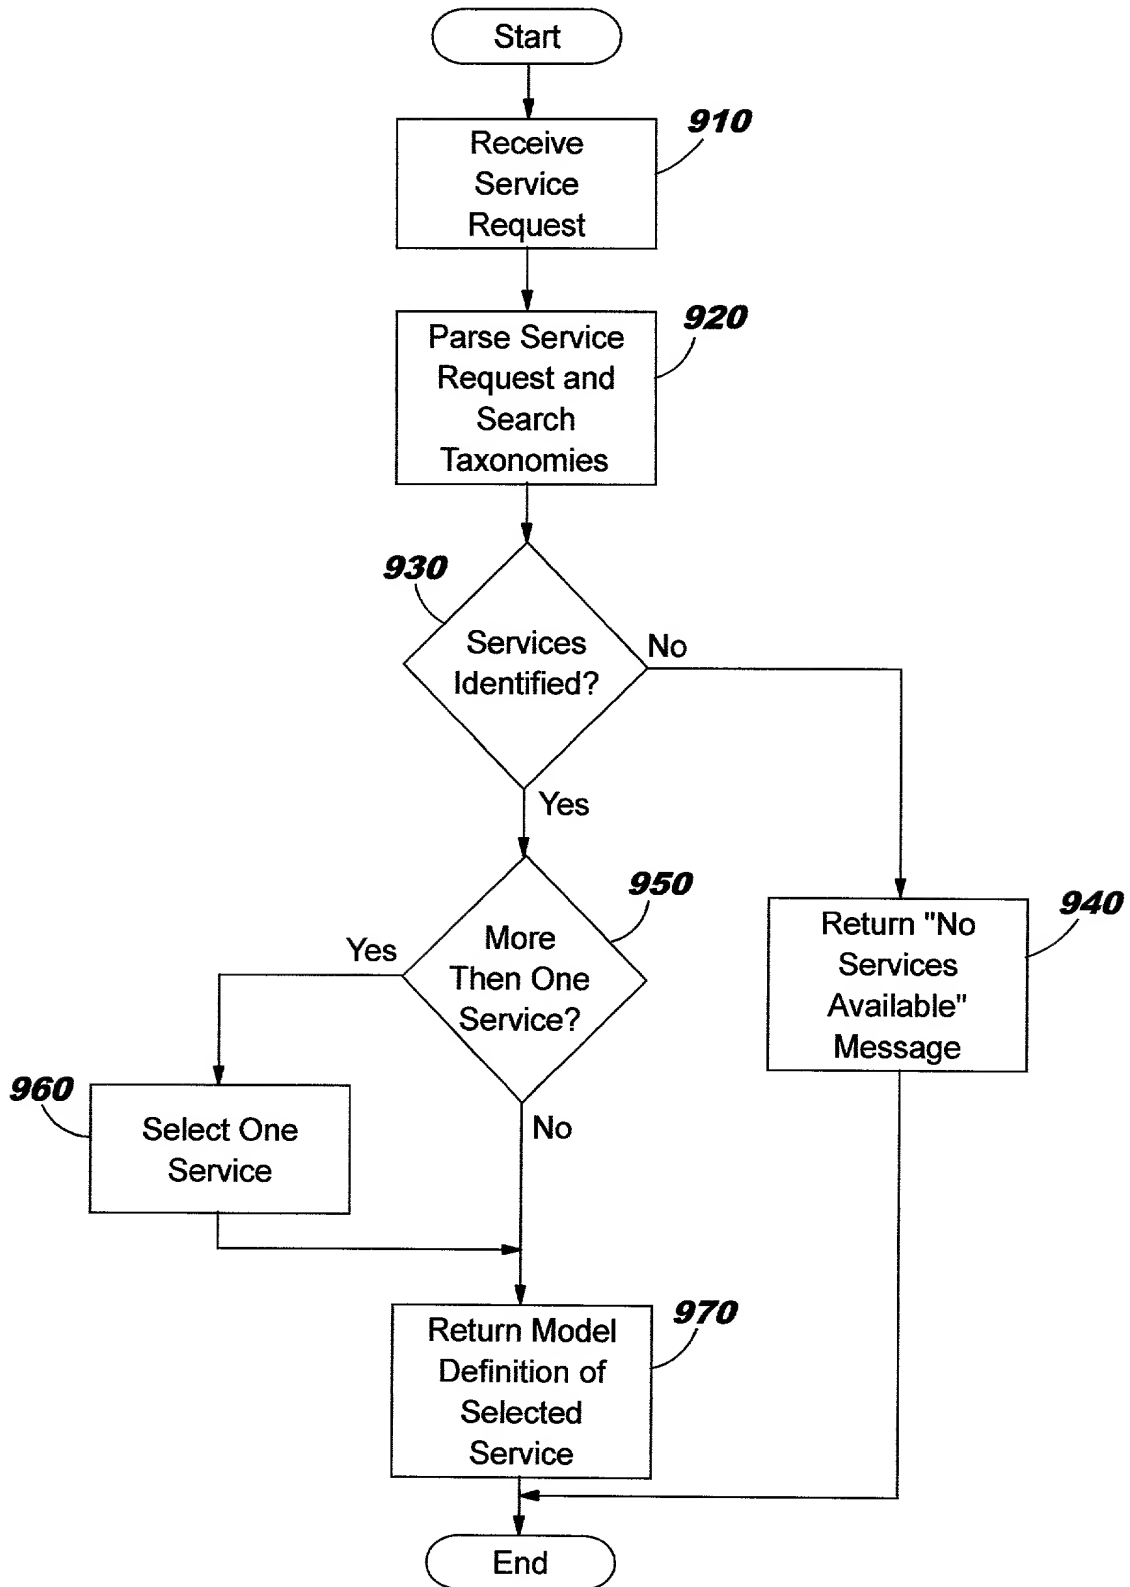 Start
910
Receive
Service
Request
920
Parse Service
Request and
Search
Taxonomies
930
Services
Identified?
No
Yes
950
More
Then One
Service?
Yes
No
940
Return "No
Services
Available"
Message
960
Select One
Service
970
Return Model
Definition of
Selected
Service
End